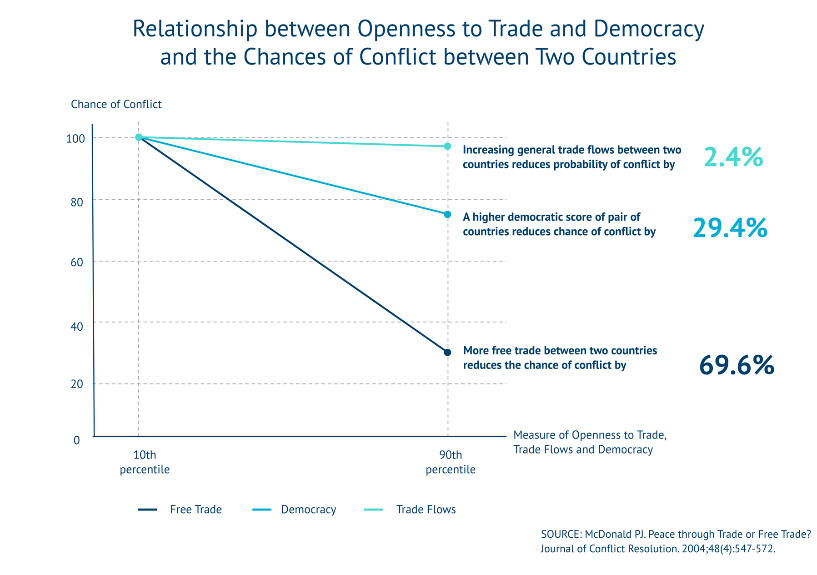 Relationship between Openness to Trade and Democracy
and the Chances of Conflict between Two Countries
Chance of Conflict
100
80
60
40
20
0
Increasing general trade flows between two
countries reduces probability of conflict by
2.4%
A higher democratic score of pair of
countries reduces chance of conflict by
29.4%
More free trade between two countries
reduces the chance of conflict by
69.6%
10th
percentile
90th
percentile
Measure of Openness to Trade,
Trade Flows and Democracy
Free Trade
Democracy
Trade Flows
SOURCE: McDonald PJ. Peace through Trade or Free Trade?
Journal of Conflict Resolution. 2004;48(4):547-572.